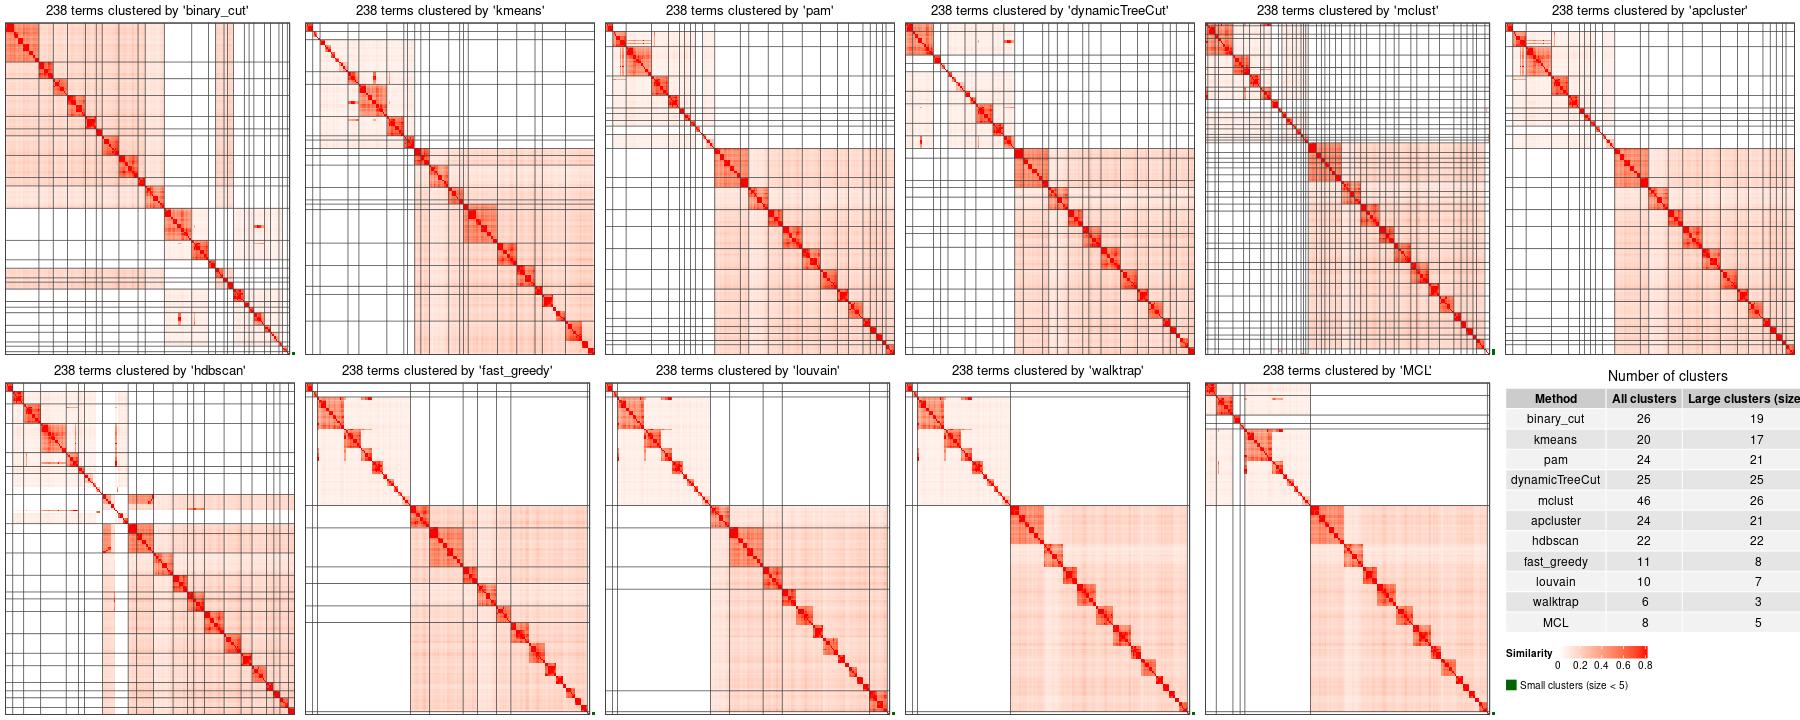 238 terms clustered by 'binary_cut'
238 terms clustered by 'kmeans'
238 terms clustered by 'pam'
238 terms clustered by 'dynamicTreeCut'
238 terms clustered by 'mclust'
238 terms clustered by 'apcluster'
238 terms clustered by 'hdbscan'
238 terms clustered by 'fast_greedy'
238 terms clustered by 'louvain'
238 terms clustered by 'walktrap'
238 terms clustered by 'MCL'
Number of clusters
Method All clusters Large clusters (size
binary_cut 26 19
kmeans 20 17
pam 24 21
dynamicTreeCut 25 25
mclust 46 26
apcluster 24 21
hdbscan 22 22
fast_greedy 11 8
louvain 10 7
walktrap 6 3
MCL 8 5
Similarity
0 0.2 0.4 0.6 0.8
Small clusters (size < 5)